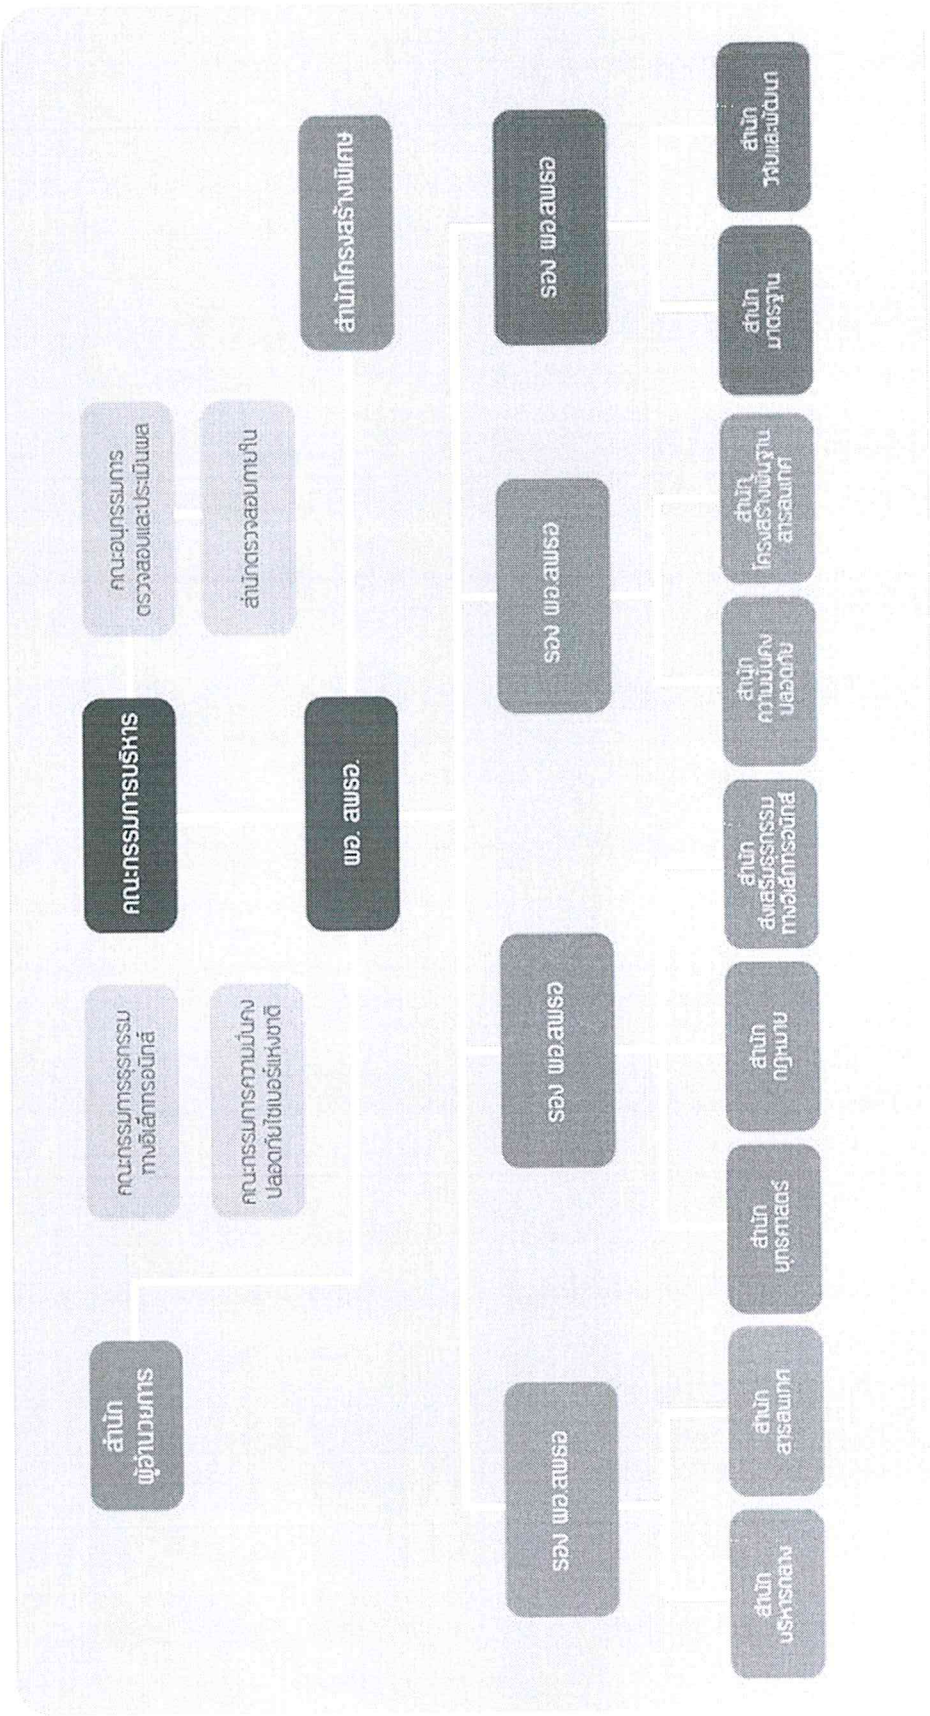 คณะกรรมการบริหาร
คณะอนุกรรมการ
ตรวจสอบและประเมินผล
สำนักตรวจสอบภายใน
คณะกรรมการธุรกรรม
ทางอิเล็กทรอนิกส์
คณะกรรมการความมั่นคง
ปลอดภัยไซเบอร์แห่งชาติ
สำนัก
ผู้อำนวยการ
ผอ. สพธอ.
สำนักโครงสร้างพิเศษ
รอง ผอ.สพธอ
รอง ผอ.สพธอ
รอง ผอ.สพธอ
รอง ผอ.สพธอ
สำนัก
บริหารกลาง
สำนัก
สารสนเทศ
สำนัก
ยุทธศาสตร์
สำนัก
กฎหมาย
สำนัก
ส่งเสริมธุรกรรม
ทางอิเล็กทรอนิกส์
สำนัก
ความมั่นคง
ปลอดภัย
สำนัก
โครงสร้างพื้นฐาน
สารสนเทศ
สำนัก
มาตรฐาน
สำนัก
วิจัยและพัฒนา